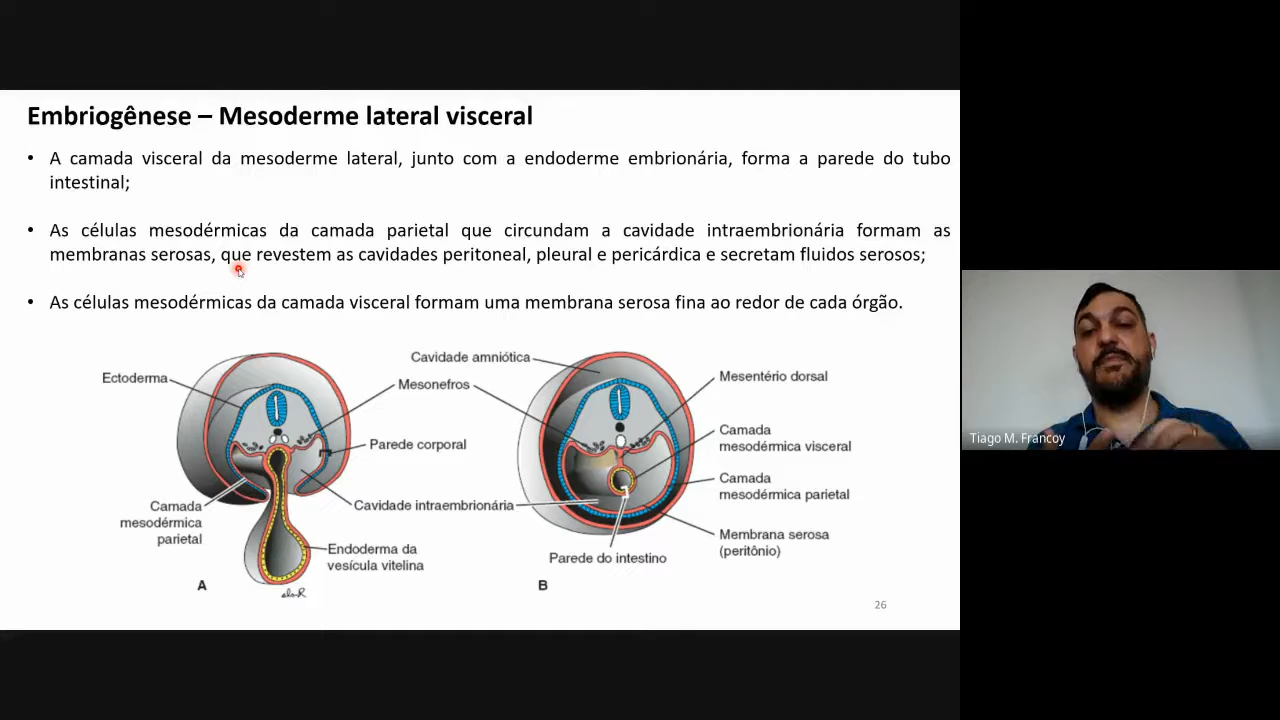 Embriogênese – Mesoderme lateral visceral
• A camada visceral da mesoderme lateral, junto com a endoderme embrionária, forma a parede do tubo
intestinal;
• As células mesodérmicas da camada parietal que circundam a cavidade intraembrionária formam as
membranas serosas, que revestem as cavidades peritoneal, pleural e pericárdica e secretam fluidos serosos;
• As células mesodérmicas da camada visceral formam uma membrana serosa fina ao redor de cada órgão.
Ectoderma
Camada
mesodérmica
parietal
Cavidade amniótica
Mesonefros
Parede corporal
Cavidade intraembrionária
Endoderma da
vesícula vitelina
A
Mesentério dorsal
Camada
mesodérmica visceral
Camada
mesodérmica parietal
Membrana serosa
(peritônio)
Parede do intestino
B
26
Tiago M. Francoy